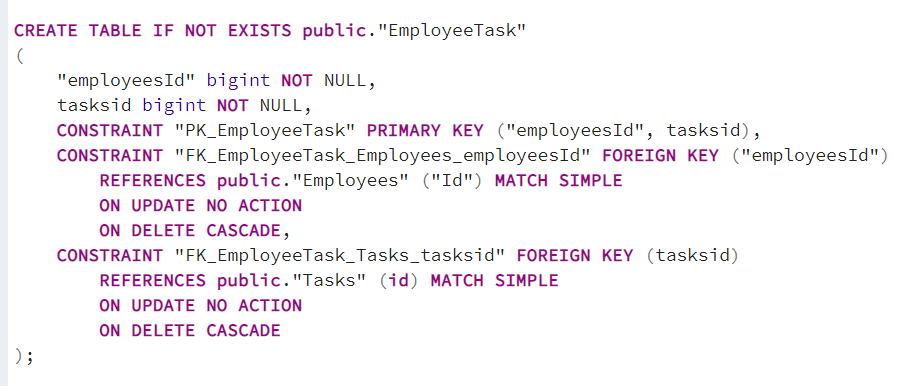 CREATE TABLE IF NOT EXISTS public."EmployeeTask"
(
    "employeesId" bigint NOT NULL,
    tasksid bigint NOT NULL,
    CONSTRAINT "PK_EmployeeTask" PRIMARY KEY ("employeesId", tasksid),
    CONSTRAINT "FK_EmployeeTask_Employees_employeesId" FOREIGN KEY ("employeesId")
        REFERENCES public."Employees" ("Id") MATCH SIMPLE
        ON UPDATE NO ACTION
        ON DELETE CASCADE,
    CONSTRAINT "FK_EmployeeTask_Tasks_tasksid" FOREIGN KEY (tasksid)
        REFERENCES public."Tasks" (id) MATCH SIMPLE
        ON UPDATE NO ACTION
        ON DELETE CASCADE
);